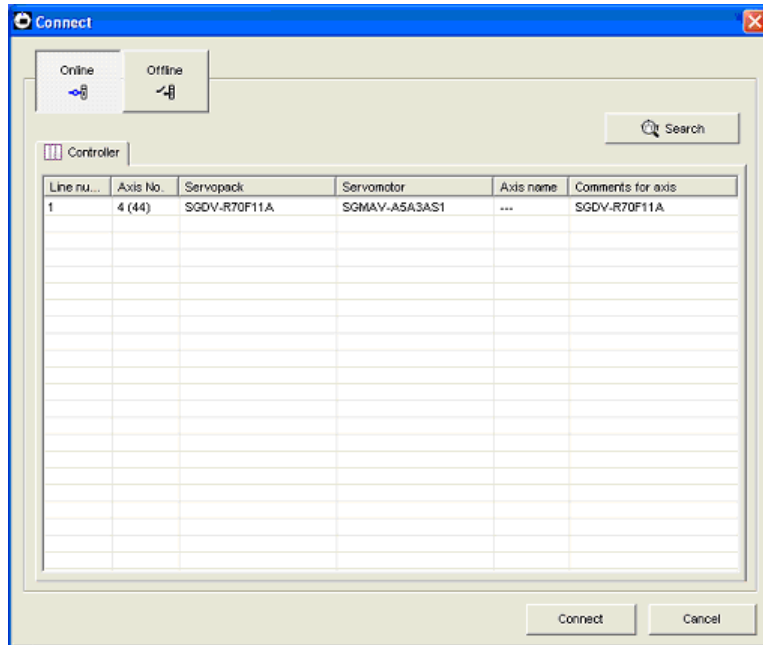 Connect
Online Offline
Search
Controller
Line nu... Axis No. Servopack Servomotor Axis name Comments for axis
1 4 (44) SGDV-R70F11A SGMAV-A5A3AS1 --- SGDV-R70F11A
Connect Cancel